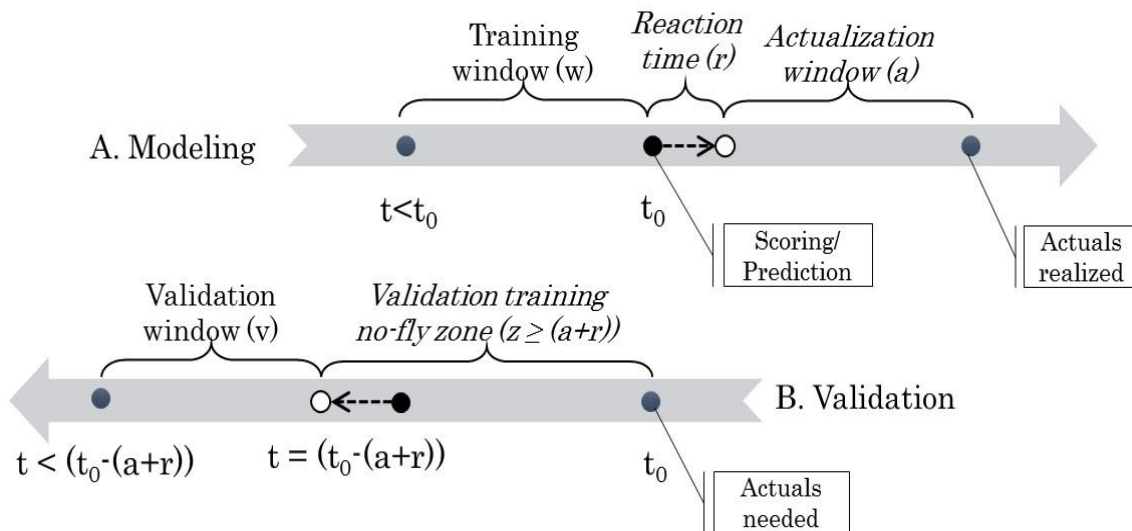 Training
window (w)
Reaction
time (r)
Actualization
window (a)
A. Modeling
t<t₀
t₀
Scoring/
Prediction
Actuals
realized
Validation
window (v)
Validation training
no-fly zone (z ≥ (a+r))
B. Validation
t < (t₀-(a+r))
t = (t₀-(a+r))
t₀
Actuals
needed